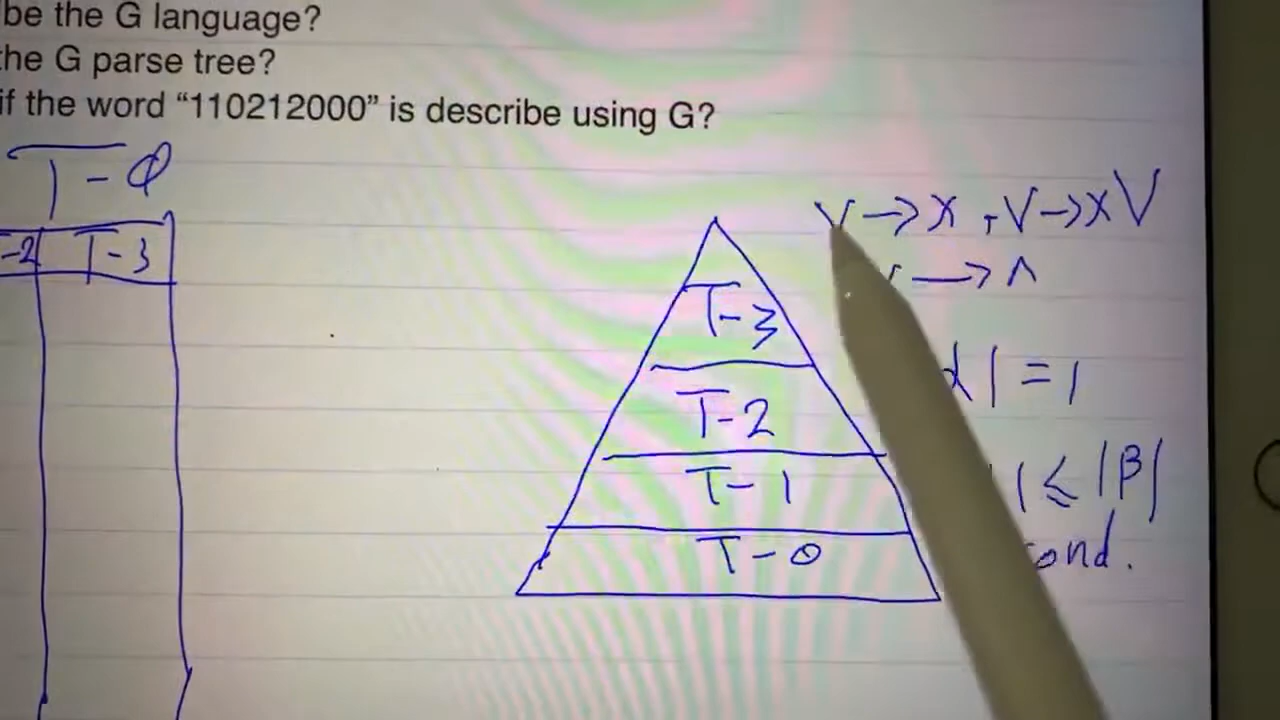 be the G language?
the G parse tree?
if the word “110212000” is describe using G?
T-0
-2 T-3
V→x , V→xV
→ λ
T-3
α|=1
T-2
T-1
|≤|β|
T-0
ond.